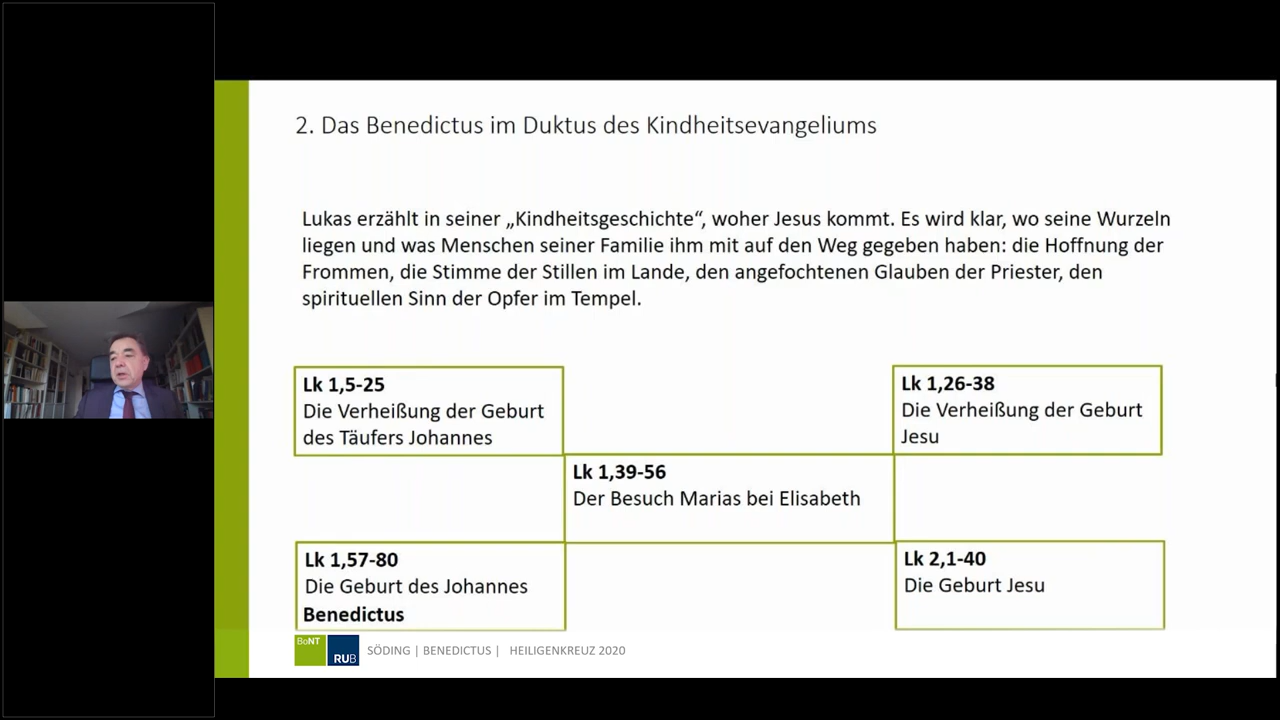 2. Das Benedictus im Duktus des Kindheitsevangeliums
Lukas erzählt in seiner „Kindheitsgeschichte“, woher Jesus kommt. Es wird klar, wo seine Wurzeln
liegen und was Menschen seiner Familie ihm mit auf den Weg gegeben haben: die Hoffnung der
Frommen, die Stimme der Stillen im Lande, den angefochtenen Glauben der Priester, den
spirituellen Sinn der Opfer im Tempel.
Lk 1,5-25
Die Verheißung der Geburt
des Täufers Johannes
Lk 1,26-38
Die Verheißung der Geburt
Jesu
Lk 1,39-56
Der Besuch Marias bei Elisabeth
Lk 1,57-80
Die Geburt des Johannes
Benedictus
Lk 2,1-40
Die Geburt Jesu
BoNT
RUB
SÖDING | BENEDICTUS | HEILIGENKREUZ 2020